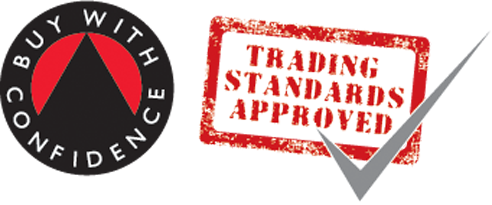 BUY WITH
CONFIDENCE
TRADING
STANDARDS
APPROVED